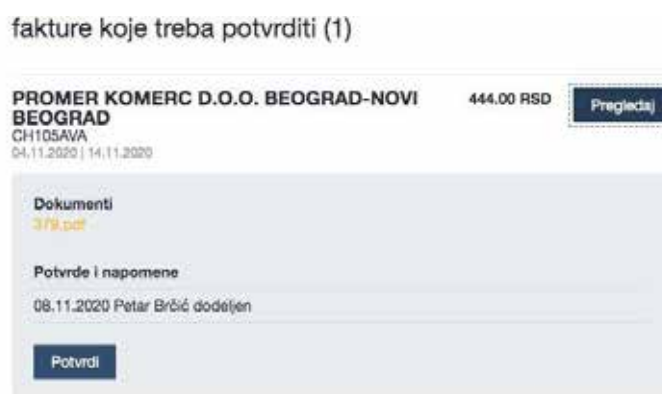 fakture koje treba potvrditi (1)
PROMER KOMERC D.O.O. BEOGRAD-NOVI BEOGRAD
444.00 RSD
Pregledaj
CH105AVA
04.11.2020 | 14.11.2020
Dokumenti
379.pdf
Potvrde i napomene
08.11.2020 Petar Brčić dodeljen
Potvrdi